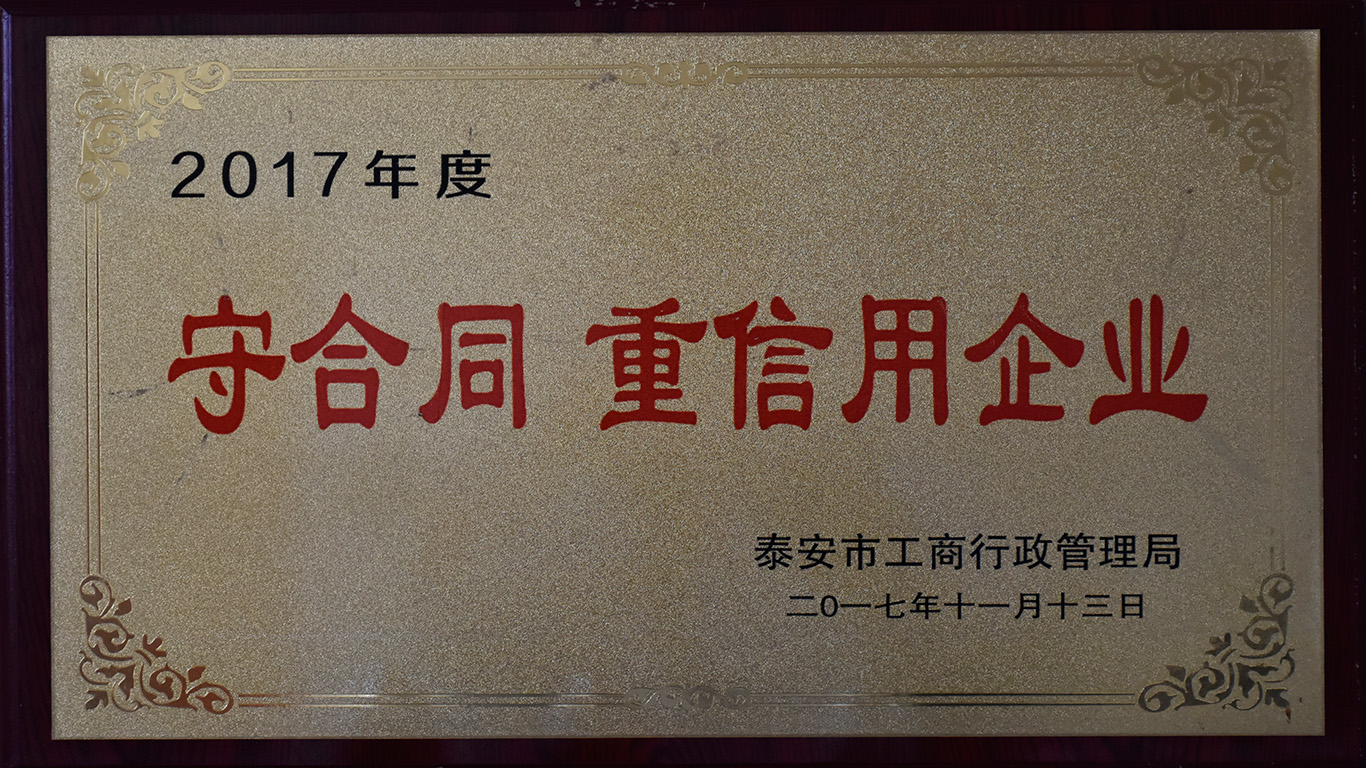 2017年度
守合同 重信用企业
泰安市工商行政管理局
二0一七年十一月十三日